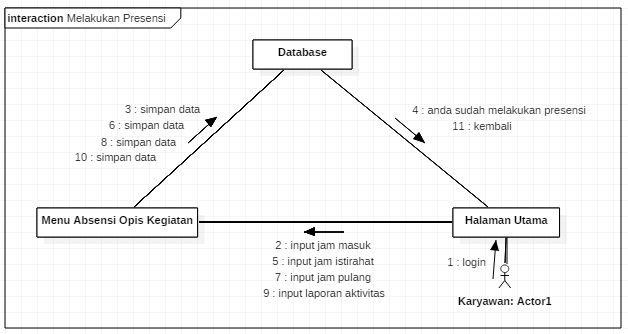 interaction Melakukan Presensi
Database
3 : simpan data
6 : simpan data
8 : simpan data
10 : simpan data
4 : anda sudah melakukan presensi
11 : kembali
Menu Absensi Opis Kegiatan
Halaman Utama
2 : input jam masuk
5 : input jam istirahat
7 : input jam pulang
9 : input laporan aktivitas
1 : login
Karyawan: Actor1